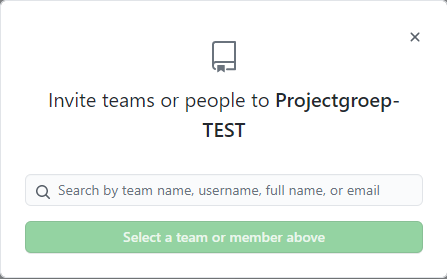 Invite teams or people to Projectgroep-
TEST
Search by team name, username, full name, or email
Select a team or member above